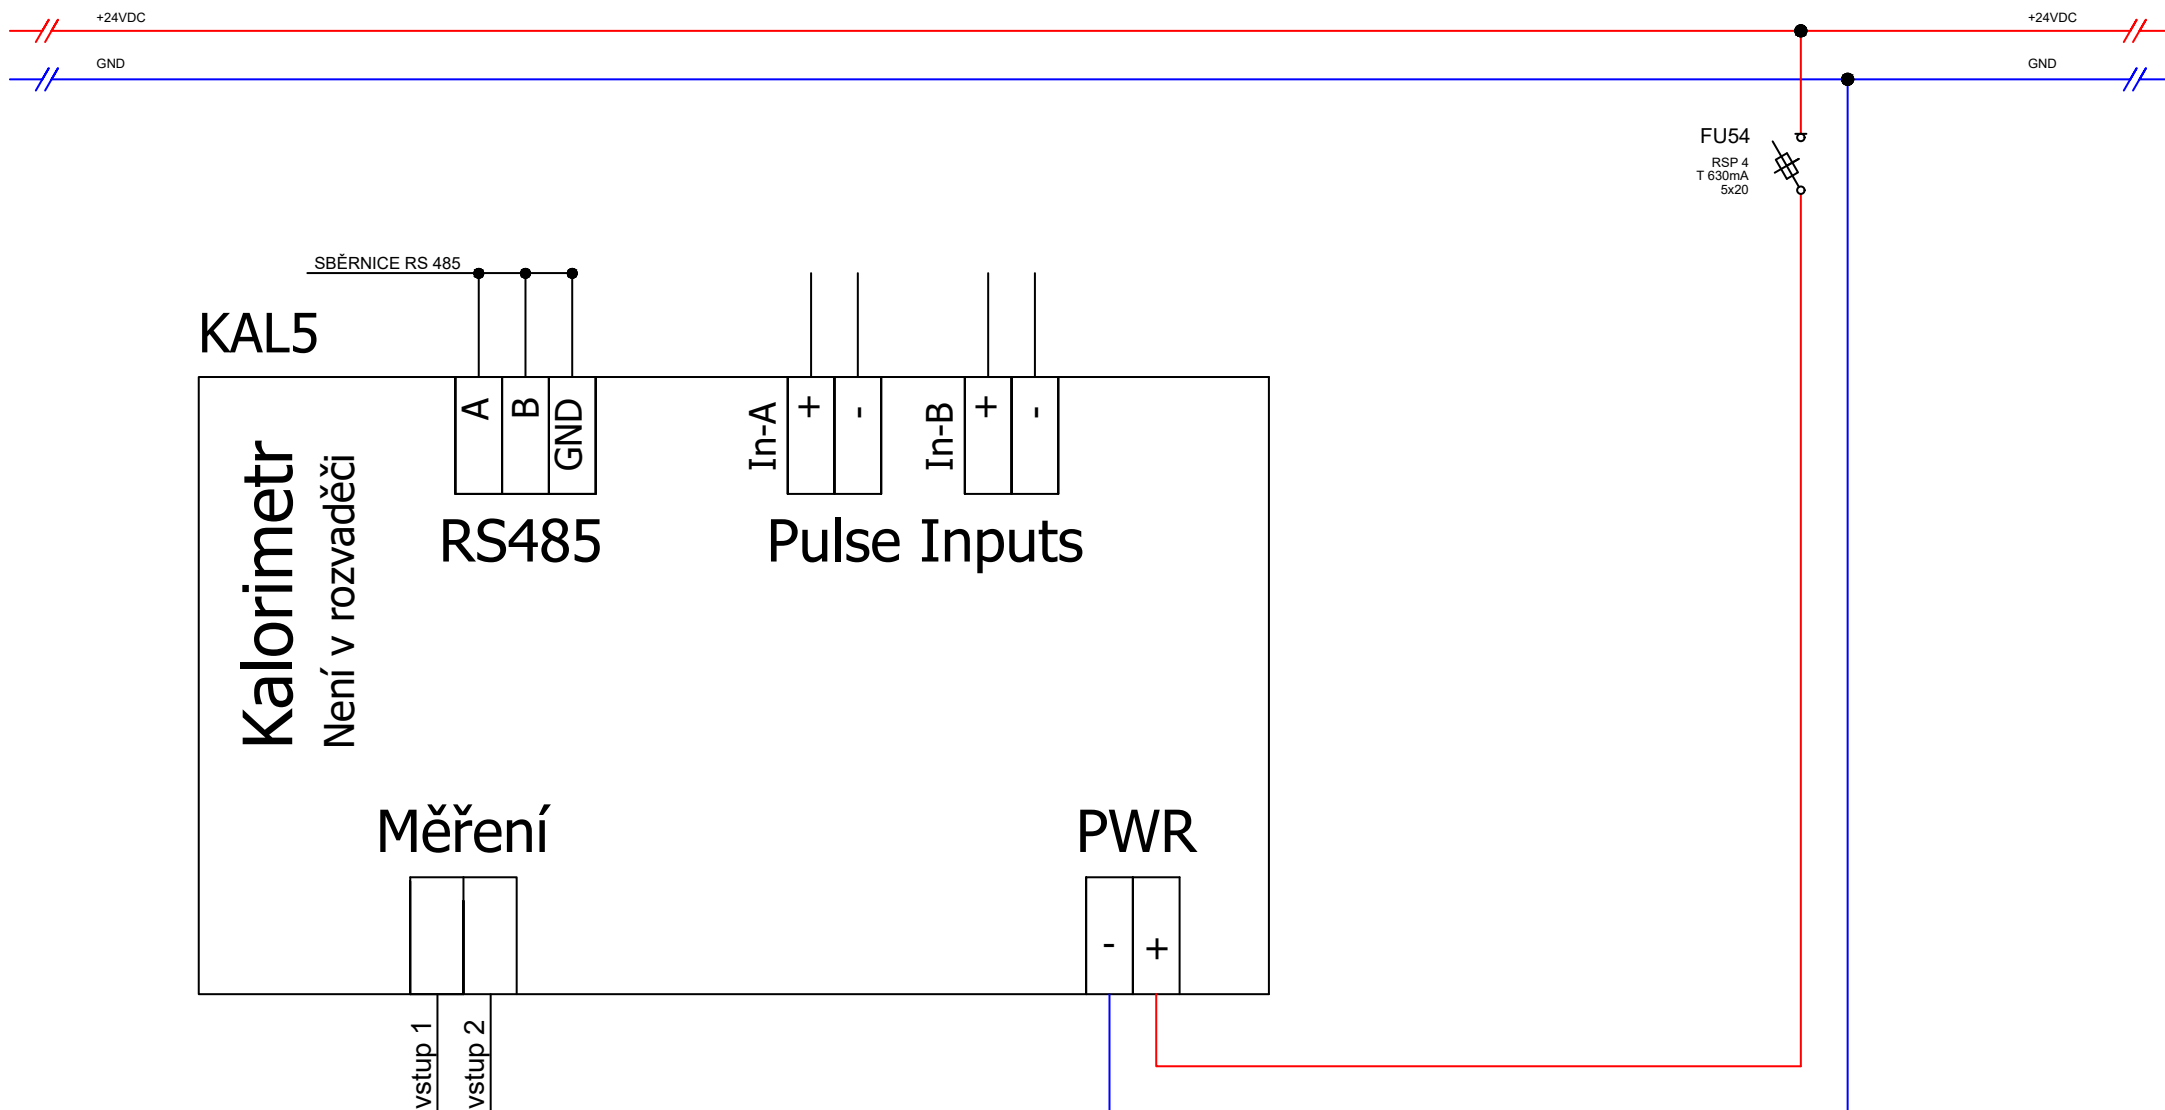 +24VDC
+24VDC
GND
GND
FU54
RSP 4
T 630mA
5x20
SBĚRNICE RS 485
KAL5
A
B
GND
In-A
+
-
In-B
+
-
RS485
Pulse Inputs
Kalorimetr
Není v rozvaděči
Měření
PWR
-
+
vstup 1
vstup 2